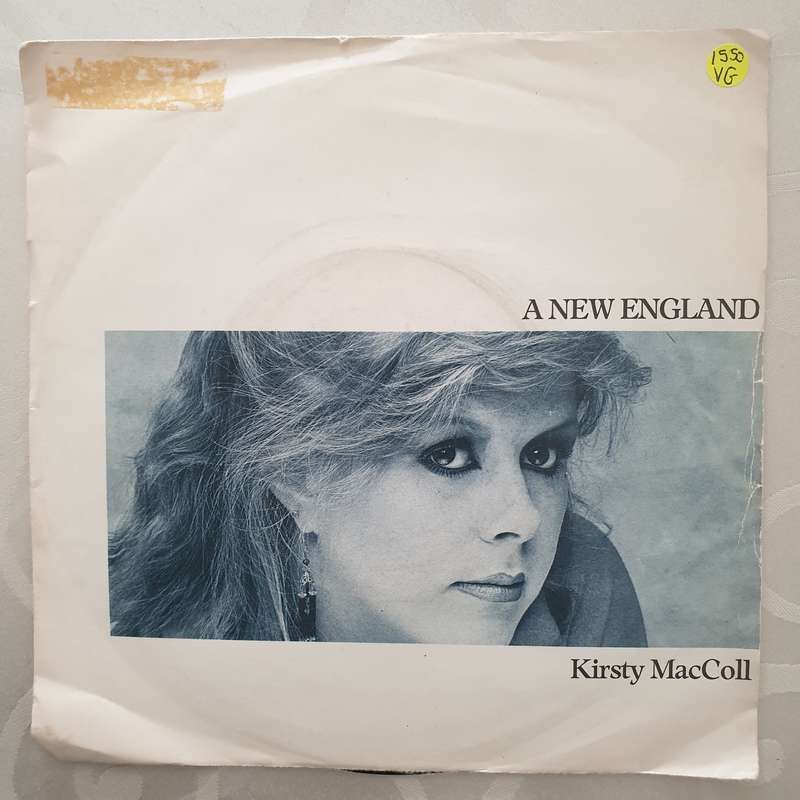 15.50
VG
A NEW ENGLAND
Kirsty MacColl